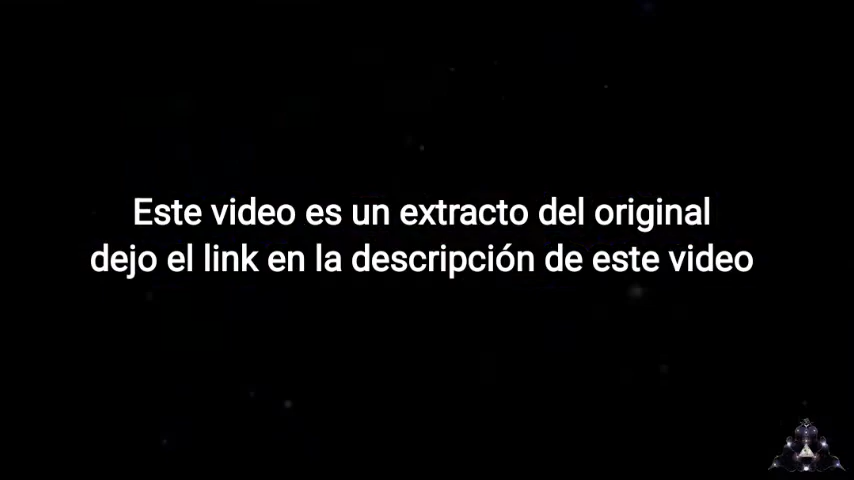 Este video es un extracto del original
dejo el link en la descripción de este video